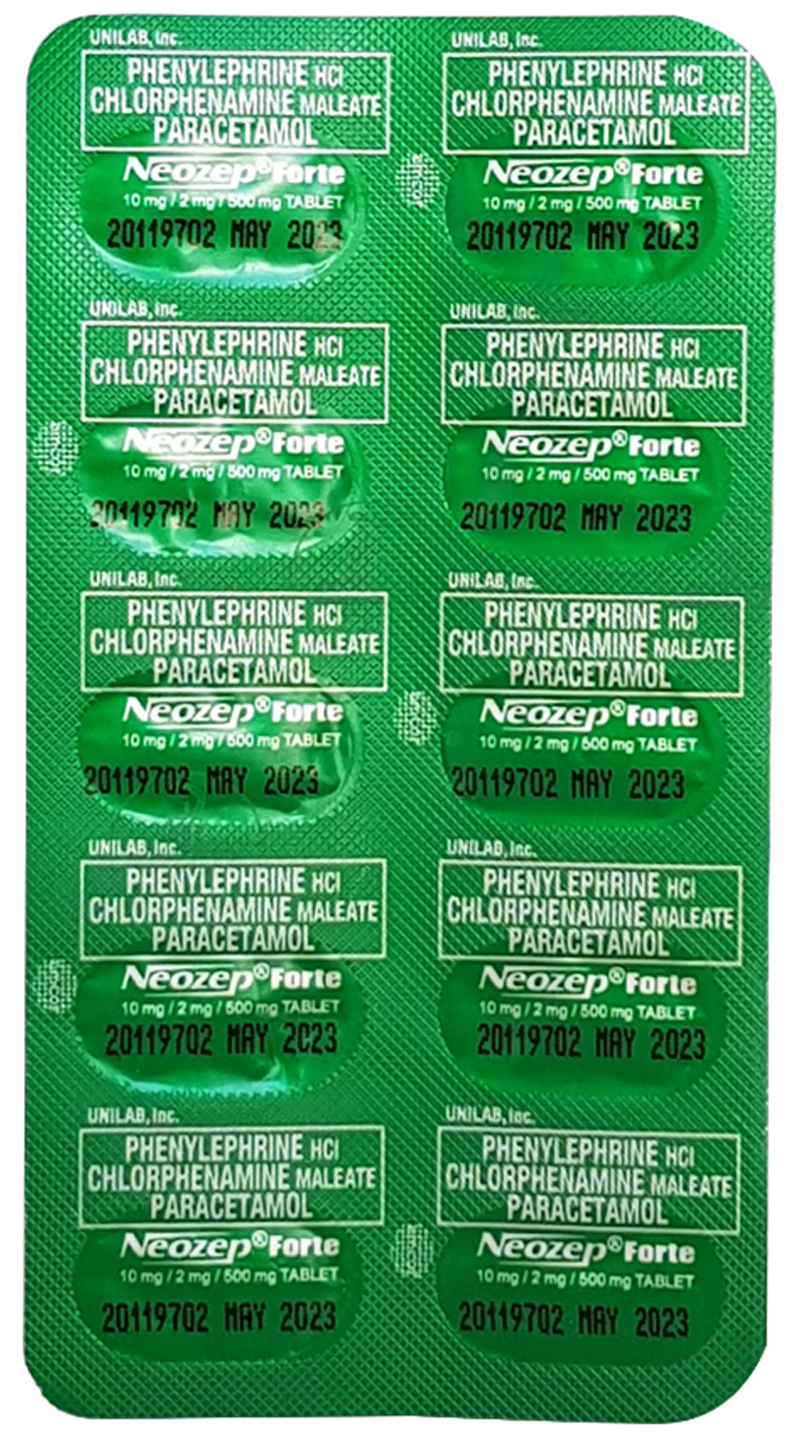 UNILAB, Inc.
PHENYLEPHRINE HCl
CHLORPHENAMINE MALEATE
PARACETAMOL
Neozep® Forte
10 mg / 2 mg / 500 mg TABLET
20119702 MAY 2023
UNILAB, Inc.
PHENYLEPHRINE HCl
CHLORPHENAMINE MALEATE
PARACETAMOL
Neozep® Forte
10 mg / 2 mg / 500 mg TABLET
20119702 MAY 2023
UNILAB, Inc.
PHENYLEPHRINE HCl
CHLORPHENAMINE MALEATE
PARACETAMOL
Neozep® Forte
10 mg / 2 mg / 500 mg TABLET
20119702 MAY 2023
UNILAB, Inc.
PHENYLEPHRINE HCl
CHLORPHENAMINE MALEATE
PARACETAMOL
Neozep® Forte
10 mg / 2 mg / 500 mg TABLET
20119702 MAY 2023
UNILAB, Inc.
PHENYLEPHRINE HCl
CHLORPHENAMINE MALEATE
PARACETAMOL
Neozep® Forte
10 mg / 2 mg / 500 mg TABLET
20119702 MAY 2023
UNILAB, Inc.
PHENYLEPHRINE HCl
CHLORPHENAMINE MALEATE
PARACETAMOL
Neozep® Forte
10 mg / 2 mg / 500 mg TABLET
20119702 MAY 2023
UNILAB, Inc.
PHENYLEPHRINE HCl
CHLORPHENAMINE MALEATE
PARACETAMOL
Neozep® Forte
10 mg / 2 mg / 500 mg TABLET
20119702 MAY 2023
UNILAB, Inc.
PHENYLEPHRINE HCl
CHLORPHENAMINE MALEATE
PARACETAMOL
Neozep® Forte
10 mg / 2 mg / 500 mg TABLET
20119702 MAY 2023
UNILAB, Inc.
PHENYLEPHRINE HCl
CHLORPHENAMINE MALEATE
PARACETAMOL
Neozep® Forte
10 mg / 2 mg / 500 mg TABLET
20119702 MAY 2023
UNILAB, Inc.
PHENYLEPHRINE HCl
CHLORPHENAMINE MALEATE
PARACETAMOL
Neozep® Forte
10 mg / 2 mg / 500 mg TABLET
20119702 MAY 2023